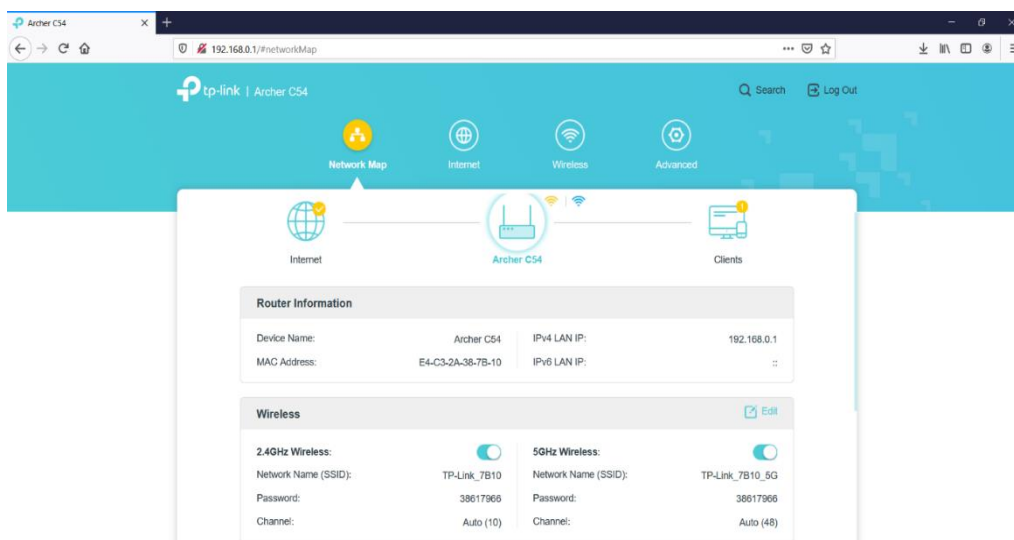 Archer C54
192.168.0.1/#networkMap
tp-link | Archer C54
Search Log Out
Network Map Internet Wireless Advanced
Internet Archer C54 Clients
Router Information
Device Name: Archer C54 IPv4 LAN IP: 192.168.0.1
MAC Address: E4-C3-2A-38-7B-10 IPv6 LAN IP: ::
Wireless Edit
2.4GHz Wireless: 5GHz Wireless:
Network Name (SSID): TP-Link_7B10 Network Name (SSID): TP-Link_7B10_5G
Password: 38617966 Password: 38617966
Channel: Auto (10) Channel: Auto (48)